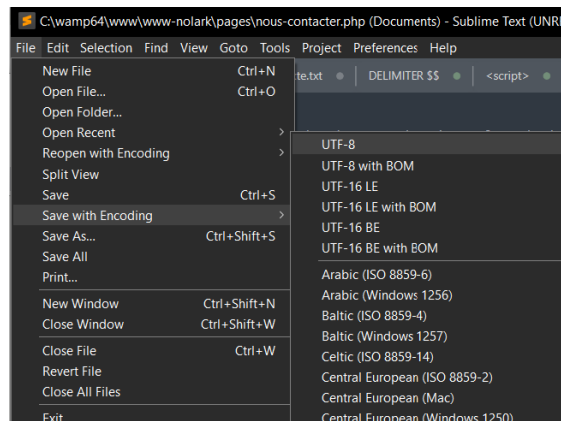 C:\wamp64\www\www-nolark\pages\nous-contacter.php (Documents) - Sublime Text (UNR
File Edit Selection Find View Goto Tools Project Preferences Help
te.txt DELIMITER $$ <script>
New File Ctrl+N
Open File... Ctrl+O
Open Folder...
Open Recent >
Reopen with Encoding >
Split View
Save Ctrl+S
Save with Encoding >
Save As... Ctrl+Shift+S
Save All
Print...
New Window Ctrl+Shift+N
Close Window Ctrl+Shift+W
Close File Ctrl+W
Revert File
Close All Files
Exit
UTF-8
UTF-8 with BOM
UTF-16 LE
UTF-16 LE with BOM
UTF-16 BE
UTF-16 BE with BOM
Arabic (ISO 8859-6)
Arabic (Windows 1256)
Baltic (ISO 8859-4)
Baltic (Windows 1257)
Celtic (ISO 8859-14)
Central European (ISO 8859-2)
Central European (Mac)
Central European (Windows 1250)